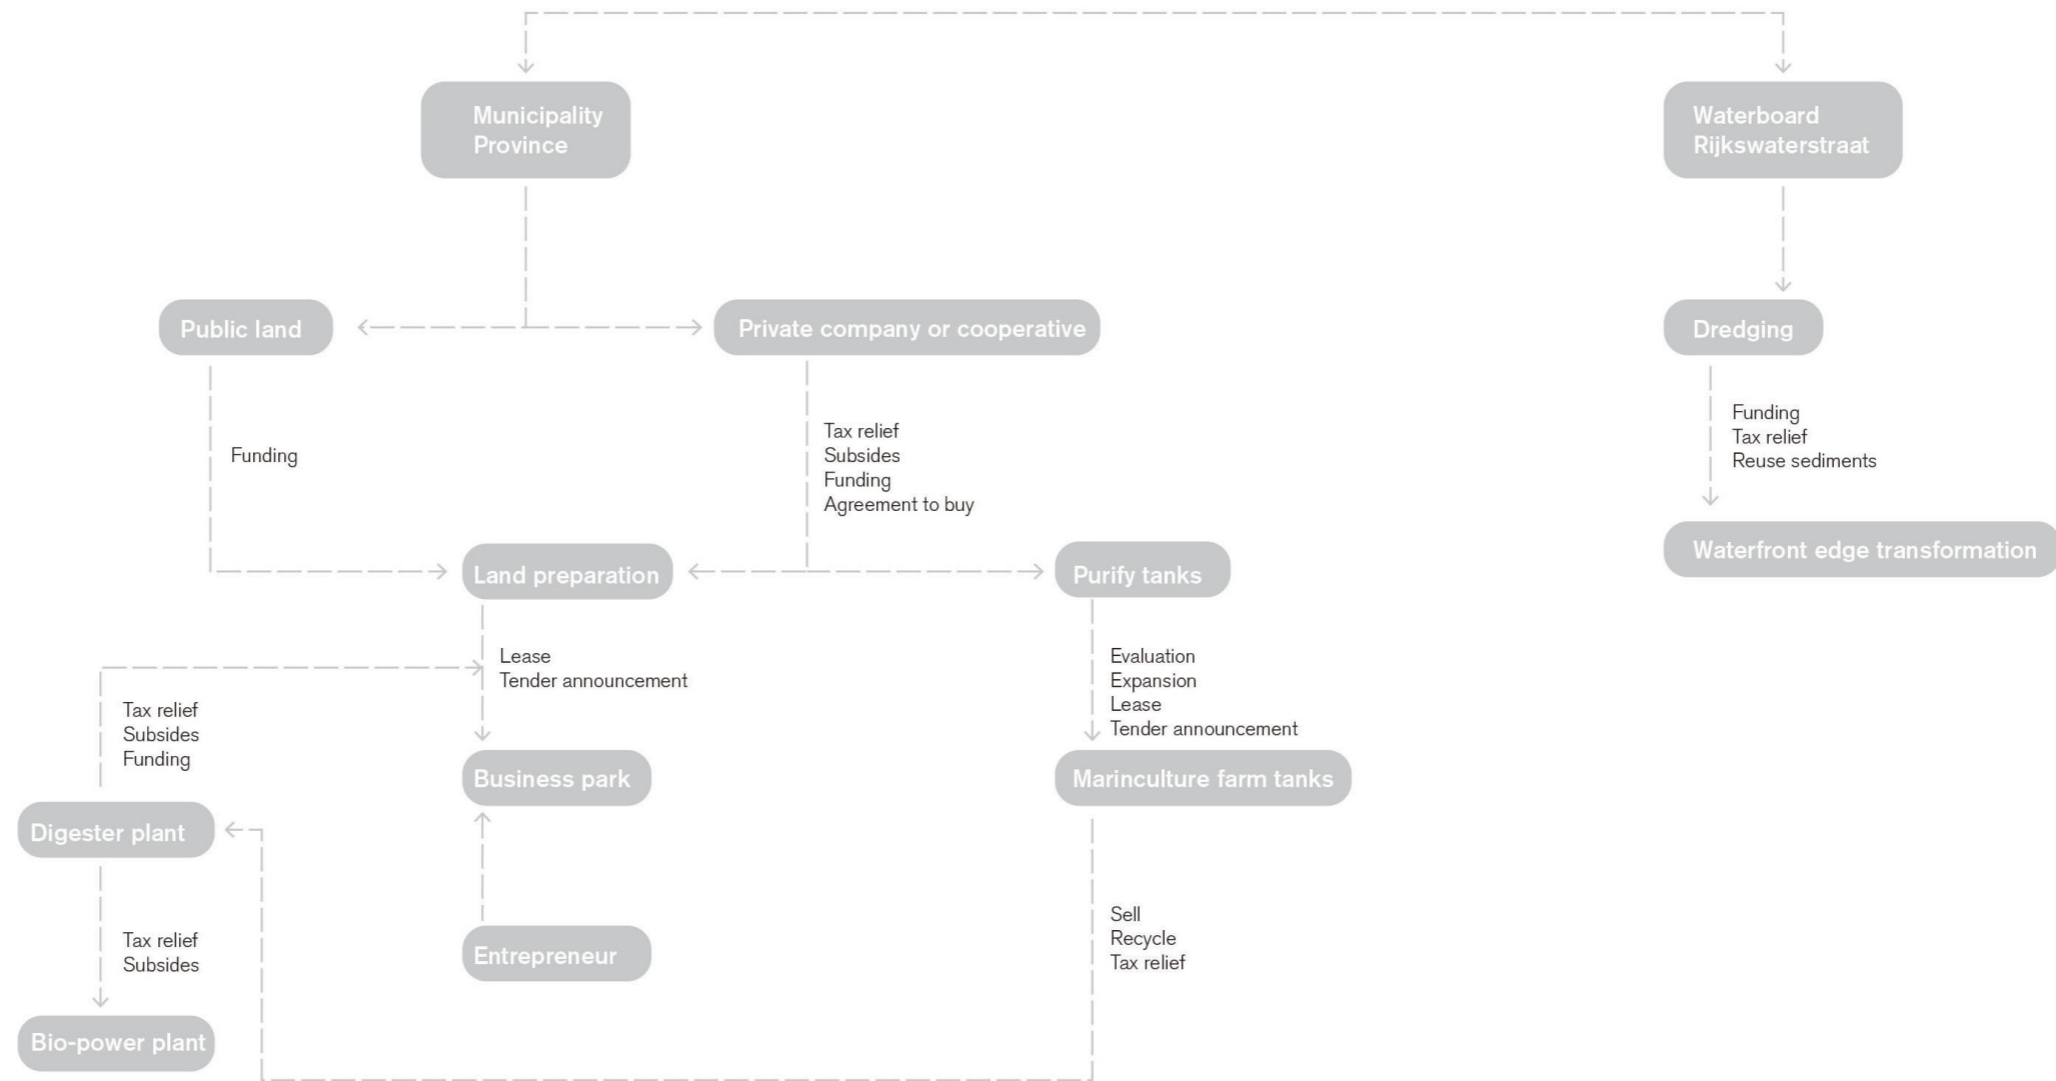 Municipality
Province
Waterboard
Rijkswaterstraat
Public land
Private company or cooperative
Dredging
Funding
Tax relief
Subsides
Funding
Agreement to buy
Funding
Tax relief
Reuse sediments
Land preparation
Purify tanks
Waterfront edge transformation
Lease
Tender announcement
Evaluation
Expansion
Lease
Tender announcement
Tax relief
Subsides
Funding
Business park
Marinculture farm tanks
Digester plant
Entrepreneur
Sell
Recycle
Tax relief
Tax relief
Subsides
Bio-power plant